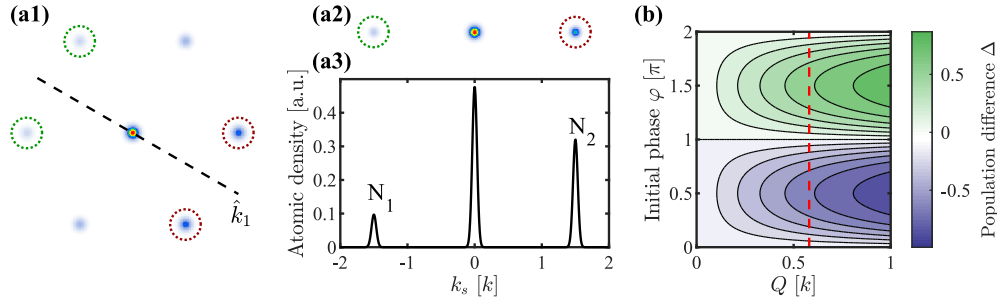 (a1)
k̂₁
(a2)
(a3)
Atomic density [a.u.]
0.4
0.3
0.2
0.1
0
N₁
N₂
-2
-1
0
1
2
kₛ [k]
(b)
Initial phase φ [π]
2
1.5
1
0.5
0
0
0.5
1
Q [k]
0.5
0
-0.5
Population difference Δ